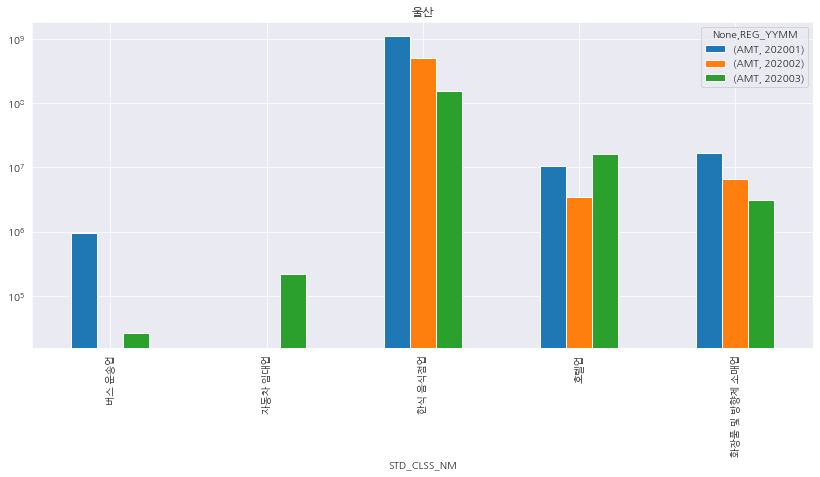 울산
None,REG_YYMM
(AMT, 202001)
(AMT, 202002)
(AMT, 202003)
10⁹
10⁸
10⁷
10⁶
10⁵
버스 운송업
자동차 임대업
한식 음식점업
호텔업
화장품 및 방향제 소매업
STD_CLSS_NM